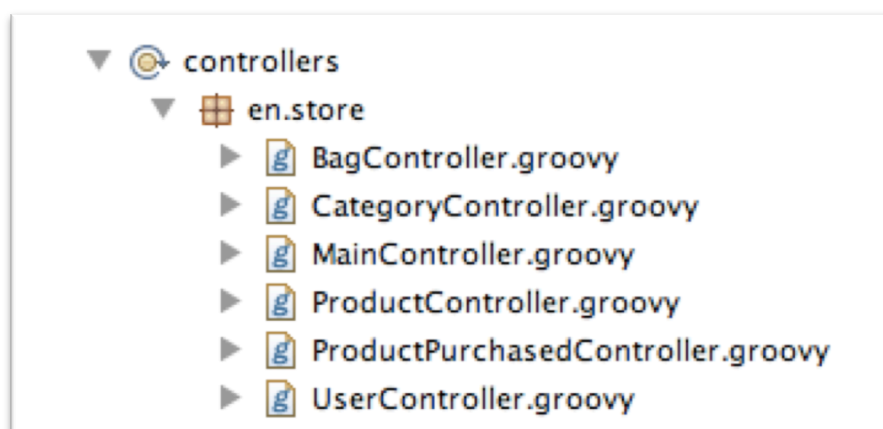 controllers
en.store
BagController.groovy
CategoryController.groovy
MainController.groovy
ProductController.groovy
ProductPurchasedController.groovy
UserController.groovy